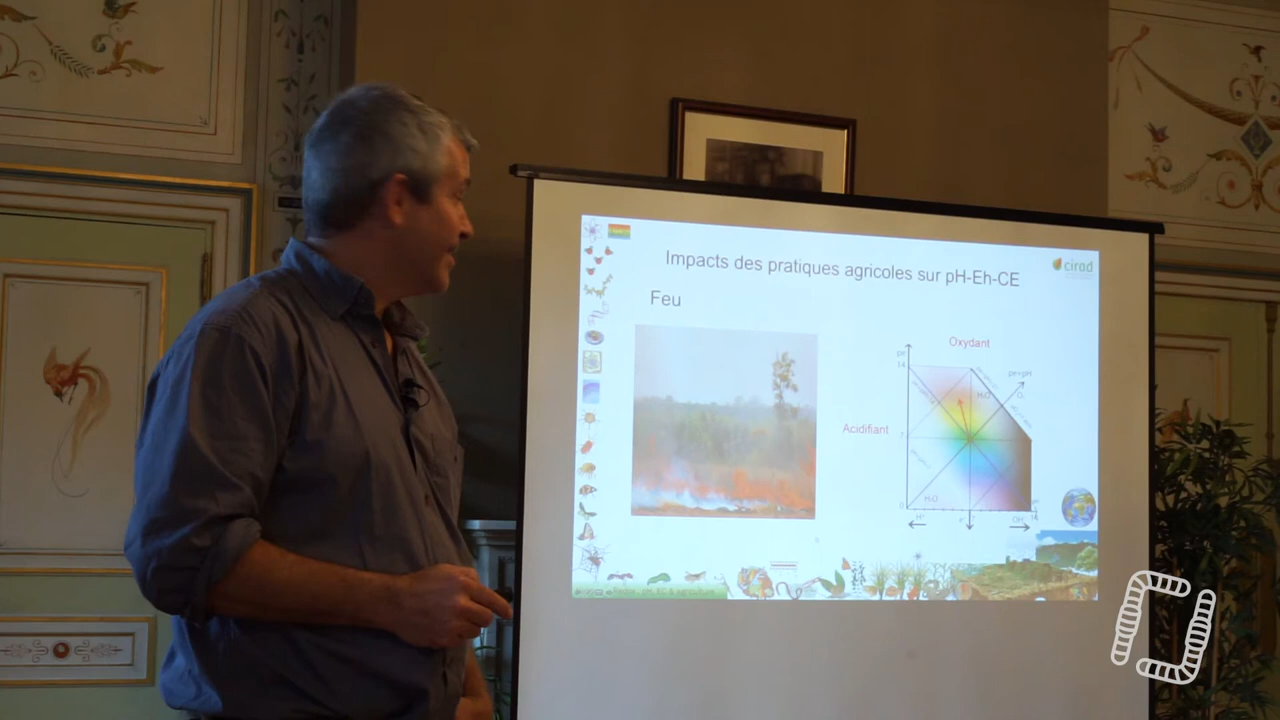 cirad
Impacts des pratiques agricoles sur pH-Eh-CE
Feu
Oxydant
pe
14
pe+pH
H₂O
O₂
Acidifiant
7
H₂O
0
H⁺
e⁻
OH⁻
14